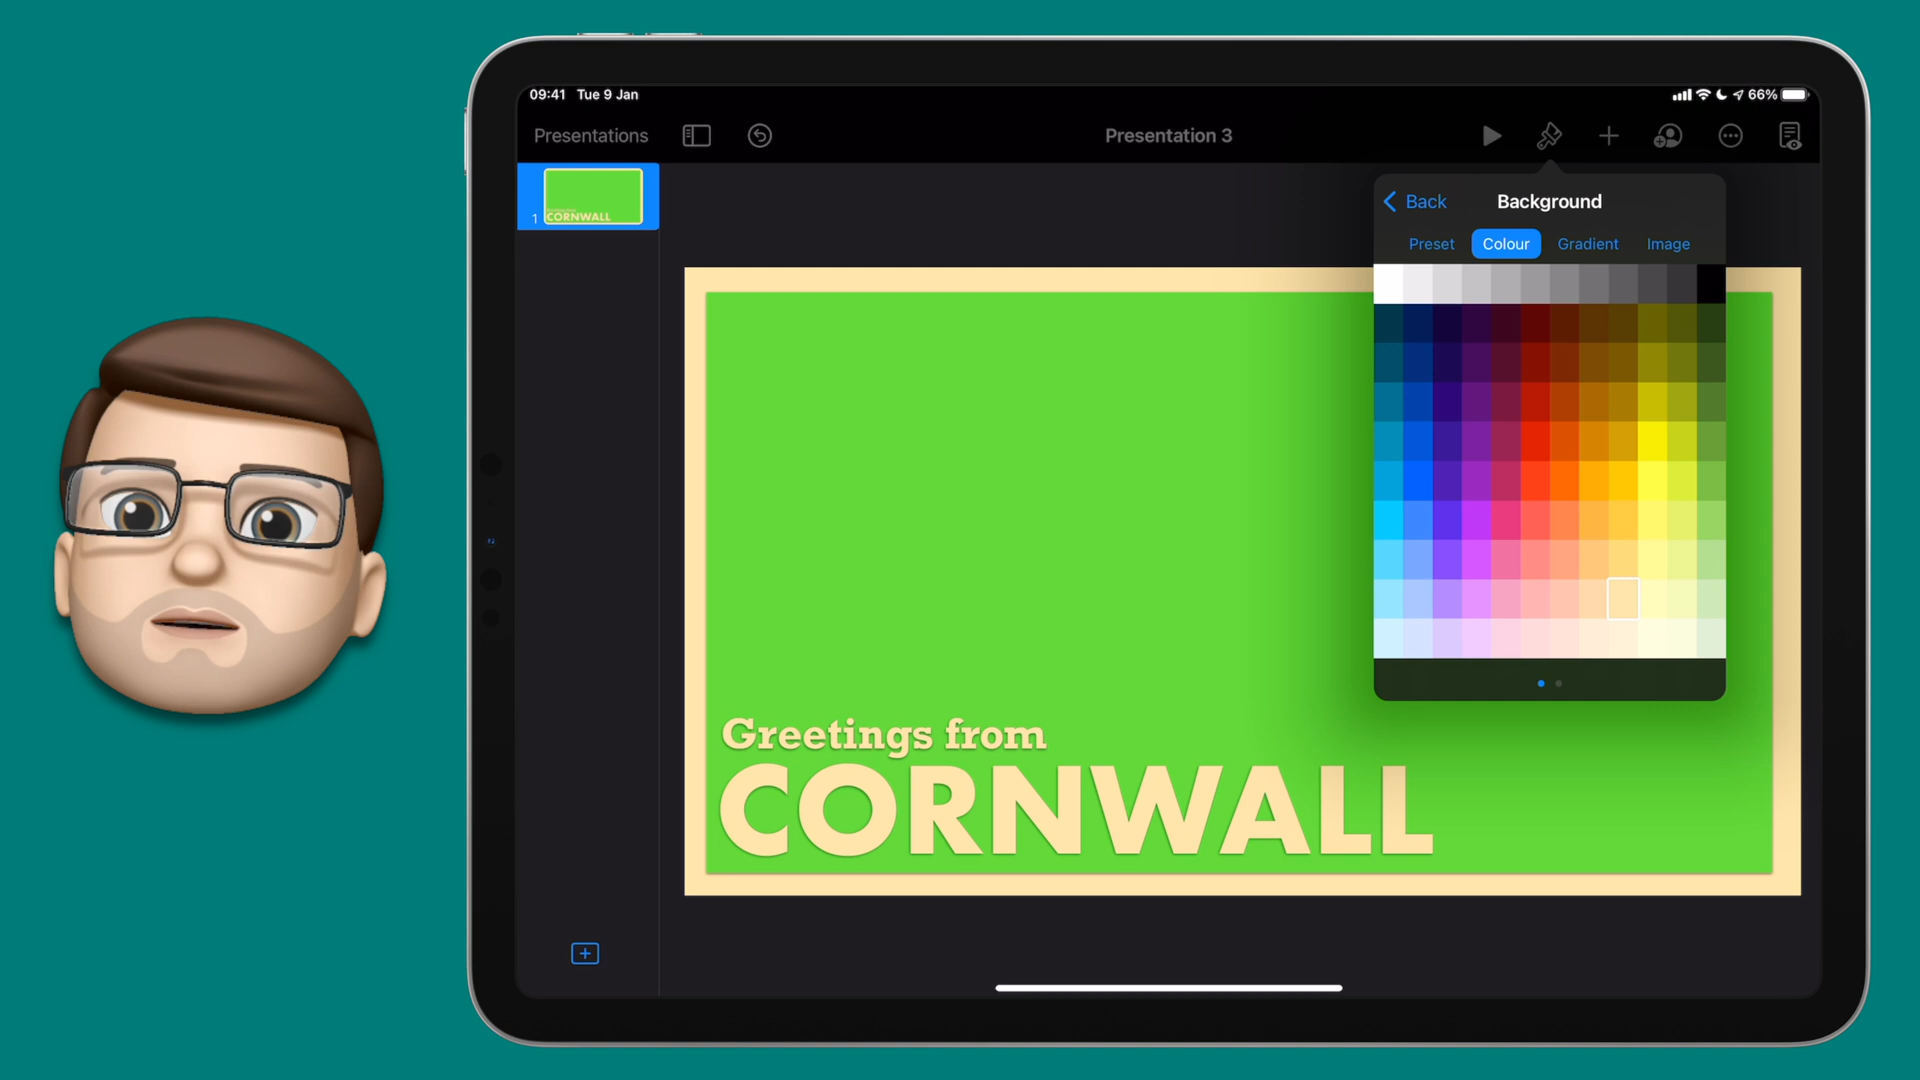 09:41 Tue 9 Jan
66%
Presentations
Presentation 3
1
CORNWALL
Back
Background
Preset
Colour
Gradient
Image
Greetings from
CORNWALL